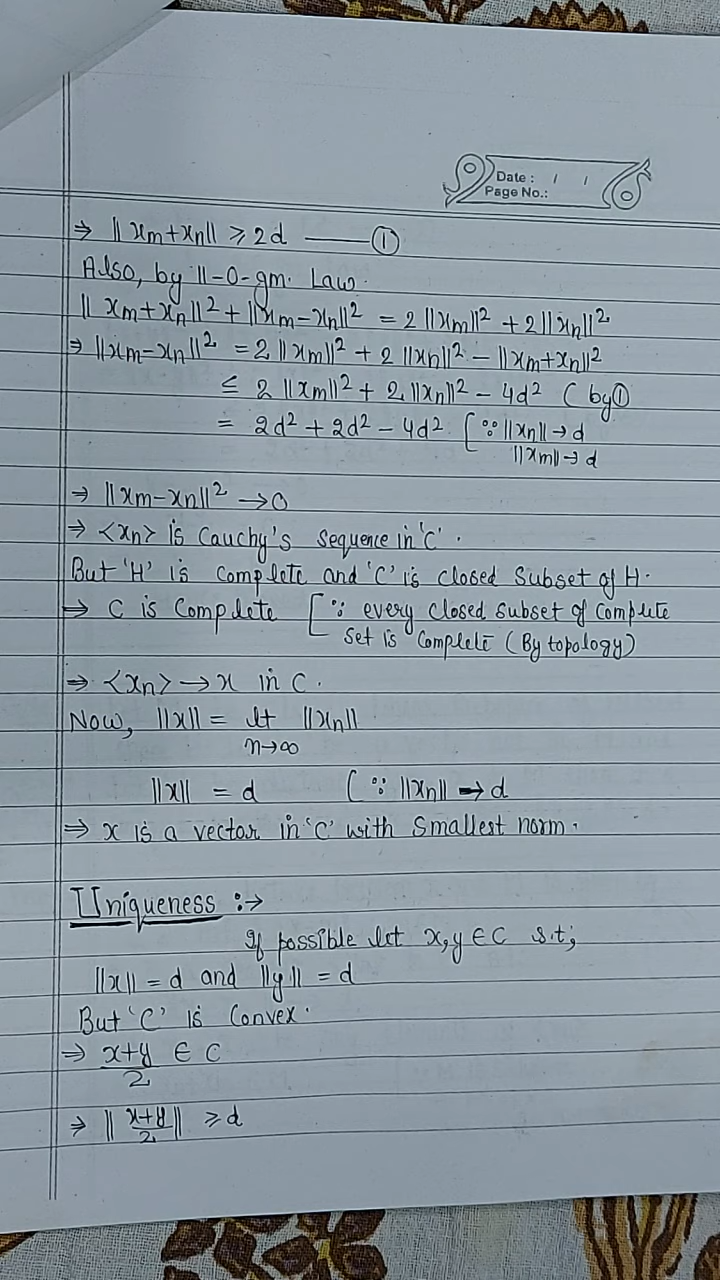 Date : / /
Page No.:
⇒ ||xm+xn|| ≥ 2d —— ①
Also, by ||-o-gm. Law.
||xm+xn||² + ||xm-xn||² = 2||xm||² + 2||xn||²
⇒ ||xm-xn||² = 2||xm||² + 2||xn||² - ||xm+xn||²
≤ 2||xm||² + 2||xn||² - 4d² (by①
= 2d² + 2d² - 4d² [∵ ||xn|| → d
||xm|| → d
⇒ ||xm-xn||² → 0
⇒ <xn> is Cauchy's sequence in 'C'.
But 'H' is complete and 'C' is closed subset of H.
⇒ C is complete [∵ every closed subset of complete
set is complete (By topology)
⇒ <xn> → x in C.
Now, ||x|| = lt ||xn||
n→∞
||x|| = d (∵ ||xn|| → d
⇒ x is a vector in 'C' with smallest norm.
Uniqueness :→
If possible let x,y ∈ C s.t;
||x|| = d and ||y|| = d
But 'C' is Convex.
⇒ x+y/2 ∈ C
⇒ ||x+y/2|| ≥ d